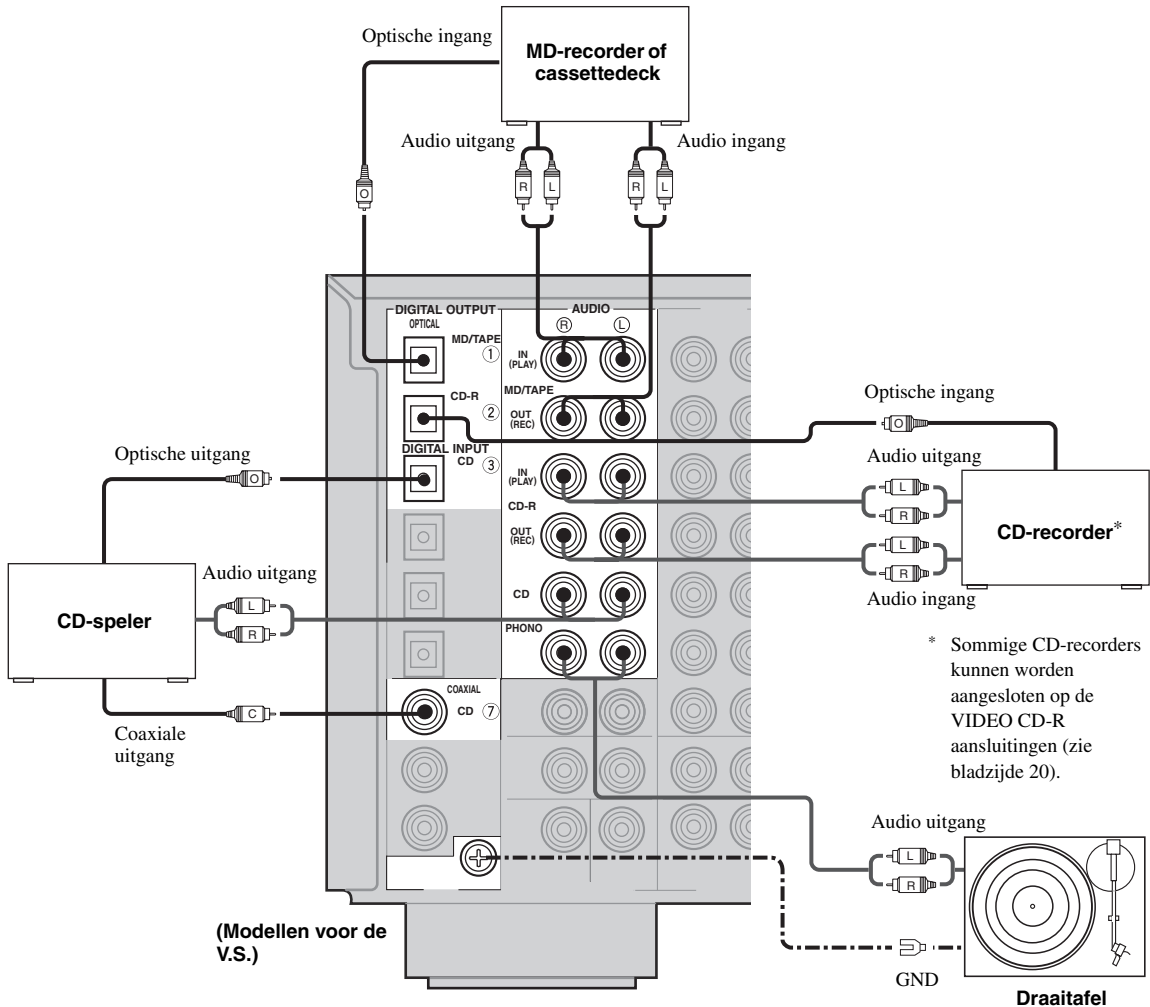 Optische ingang
MD-recorder of
cassettedeck
Audio uitgang
Audio ingang
O
R
L
R
L
DIGITAL OUTPUT
OPTICAL
MD/TAPE
①
CD-R
②
DIGITAL INPUT
CD
③
AUDIO
Ⓡ
Ⓛ
IN
(PLAY)
MD/TAPE
OUT
(REC)
IN
(PLAY)
CD-R
OUT
(REC)
CD
PHONO
COAXIAL
CD
⑦
Optische uitgang
O
Audio uitgang
L
R
CD-speler
C
Coaxiale
uitgang
Optische ingang
O
Audio uitgang
L
R
L
R
Audio ingang
CD-recorder*
* Sommige CD-recorders
kunnen worden
aangesloten op de
VIDEO CD-R
aansluitingen (zie
bladzijde 20).
Audio uitgang
L
R
GND
Draaitafel
(Modellen voor de
V.S.)